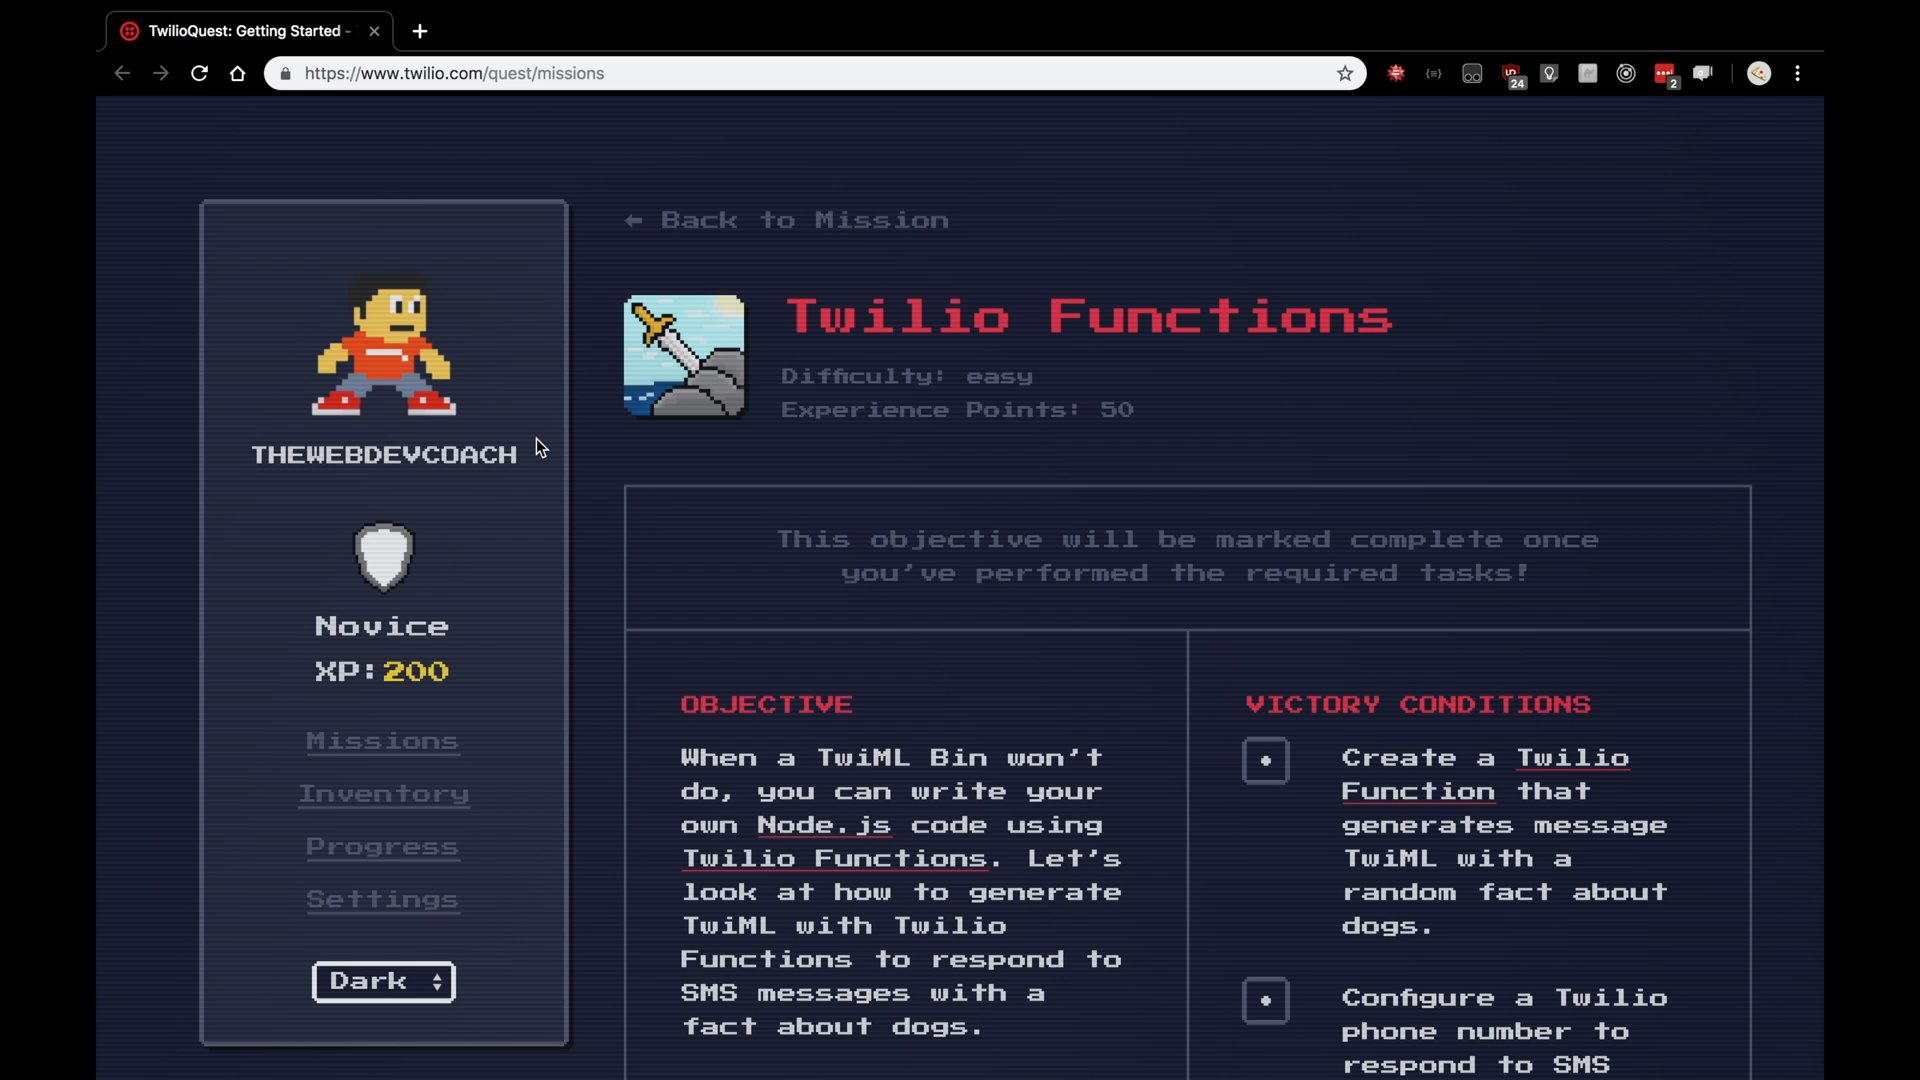 TwilioQuest: Getting Started -
https://www.twilio.com/quest/missions
24
2
← Back to Mission
Twilio Functions
Difficulty: easy
Experience Points: 50
THEWEBDEVCOACH
Novice
XP: 200
Missions
Inventory
Progress
Settings
Dark
This objective will be marked complete once
you've performed the required tasks!
OBJECTIVE
When a TwiML Bin won't
do, you can write your
own Node.js code using
Twilio Functions. Let's
look at how to generate
TwiML with Twilio
Functions to respond to
SMS messages with a
fact about dogs.
VICTORY CONDITIONS
Create a Twilio
Function that
generates message
TwiML with a
random fact about
dogs.
Configure a Twilio
phone number to
respond to SMS